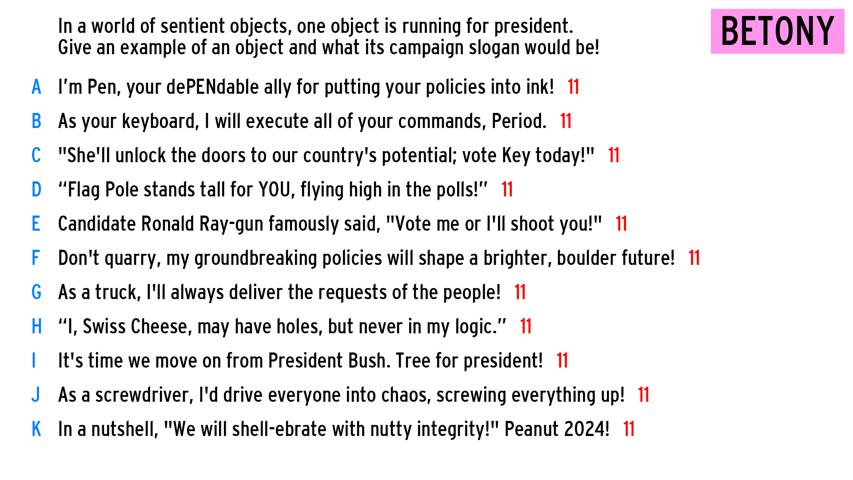 In a world of sentient objects, one object is running for president.
Give an example of an object and what its campaign slogan would be!
BETONY
A I'm Pen, your dePENdable ally for putting your policies into ink! 11
B As your keyboard, I will execute all of your commands, Period. 11
C "She'll unlock the doors to our country's potential; vote Key today!" 11
D “Flag Pole stands tall for YOU, flying high in the polls!” 11
E Candidate Ronald Ray-gun famously said, "Vote me or I'll shoot you!" 11
F Don't quarry, my groundbreaking policies will shape a brighter, boulder future! 11
G As a truck, I'll always deliver the requests of the people! 11
H “I, Swiss Cheese, may have holes, but never in my logic.” 11
I It's time we move on from President Bush. Tree for president! 11
J As a screwdriver, I'd drive everyone into chaos, screwing everything up! 11
K In a nutshell, "We will shell-ebrate with nutty integrity!" Peanut 2024! 11